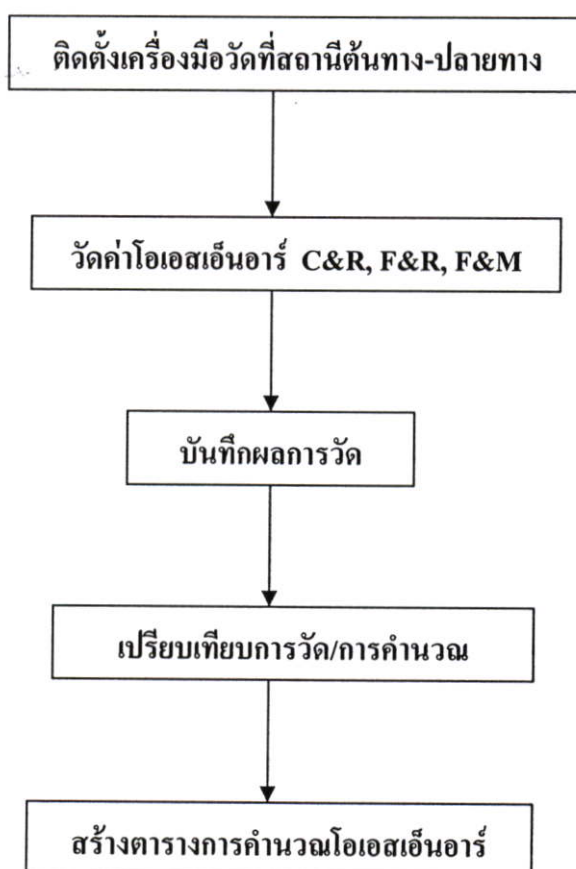 ติดตั้งเครื่องมือวัดที่สถานีต้นทาง-ปลายทาง
วัดค่าโอเอสเอ็นอาร์ C&R, F&R, F&M
บันทึกผลการวัด
เปรียบเทียบการวัด/การคำนวณ
สร้างตารางการคำนวณโอเอสเอ็นอาร์